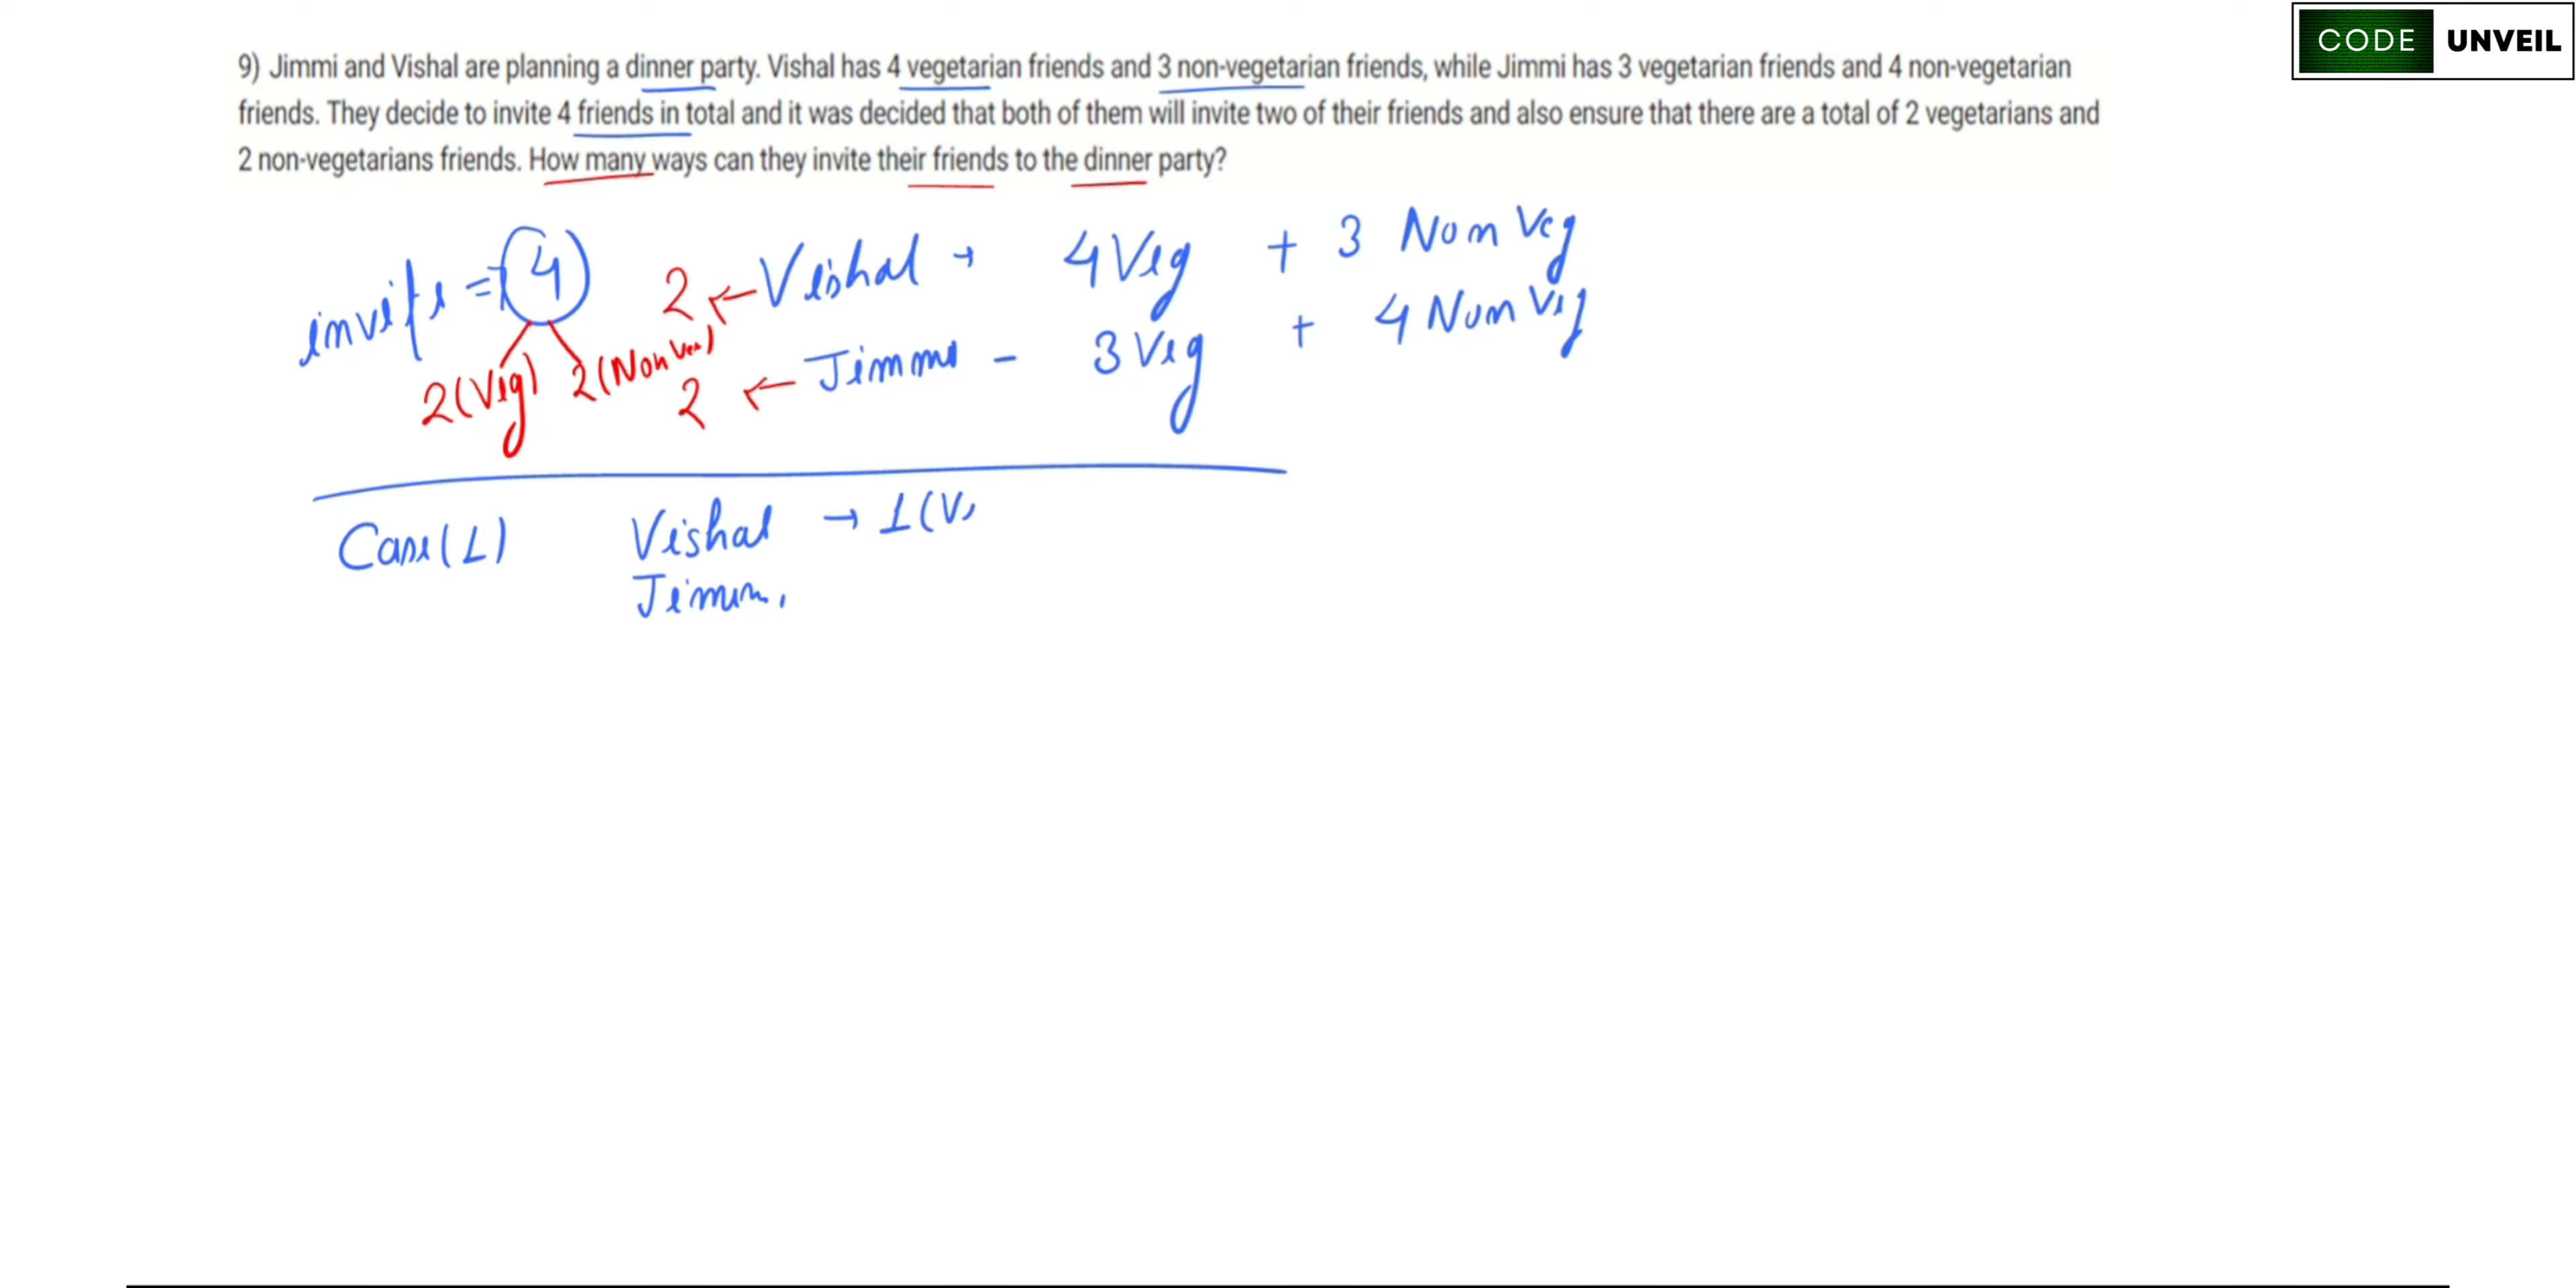 CODE UNVEIL
9) Jimmi and Vishal are planning a dinner party. Vishal has 4 vegetarian friends and 3 non-vegetarian friends, while Jimmi has 3 vegetarian friends and 4 non-vegetarian
friends. They decide to invite 4 friends in total and it was decided that both of them will invite two of their friends and also ensure that there are a total of 2 vegetarians and
2 non-vegetarians friends. How many ways can they invite their friends to the dinner party?
invite = 4 2 ← Vishal → 4 Veg + 3 Non Veg
2 (Veg) 2 (Non Veg) 2 ← Jimmi - 3 Veg + 4 Non Veg
Case (1) Vishal → 1 (V
Jimm